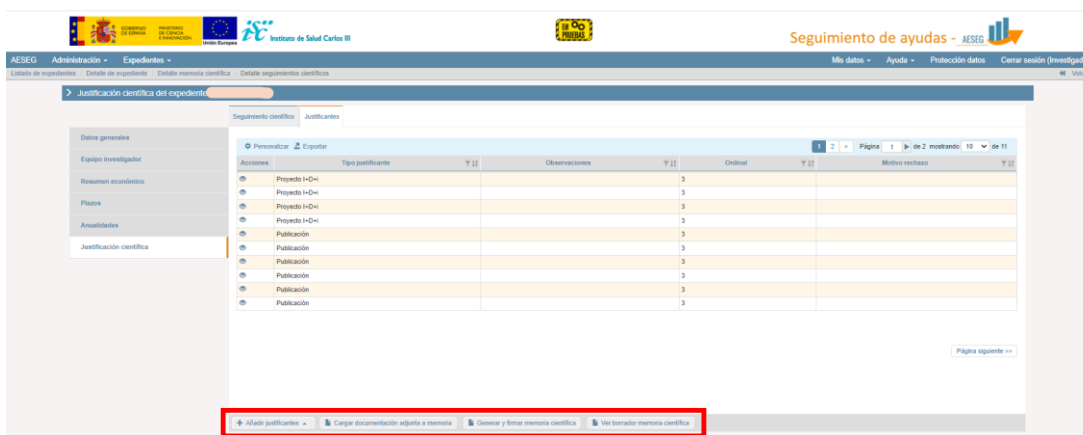 GOBIERNO DE ESPAÑA
MINISTERIO DE CIENCIA E INNOVACIÓN
Unión Europea
Instituto de Salud Carlos III
EN PRUEBAS
Seguimiento de ayudas - AESEG
AESEG Administración Expedientes Mis datos Ayuda Protección datos Cerrar sesión (Investigad
Listado de expedientes Detalle de expediente Detalle memoria científica Detalle seguimientos científicos Volv
> Justificación científica del expediente
Seguimiento científico Justificantes
Datos generales
Equipo investigador
Resumen económico
Plazos
Anualidades
Justificación científica
Personalizar Exportar 1 2 > Página 1 de 2 mostrando 10 de 11
Acciones Tipo justificante Observaciones Ordinal Motivo rechazo
Proyecto I+D+i 3
Proyecto I+D+i 3
Proyecto I+D+i 3
Proyecto I+D+i 3
Publicación 3
Publicación 3
Publicación 3
Publicación 3
Publicación 3
Publicación 3
Página siguiente >>
+ Añadir justificantes Cargar documentación adjunta a memoria Generar y firmar memoria científica Ver borrador memoria científica